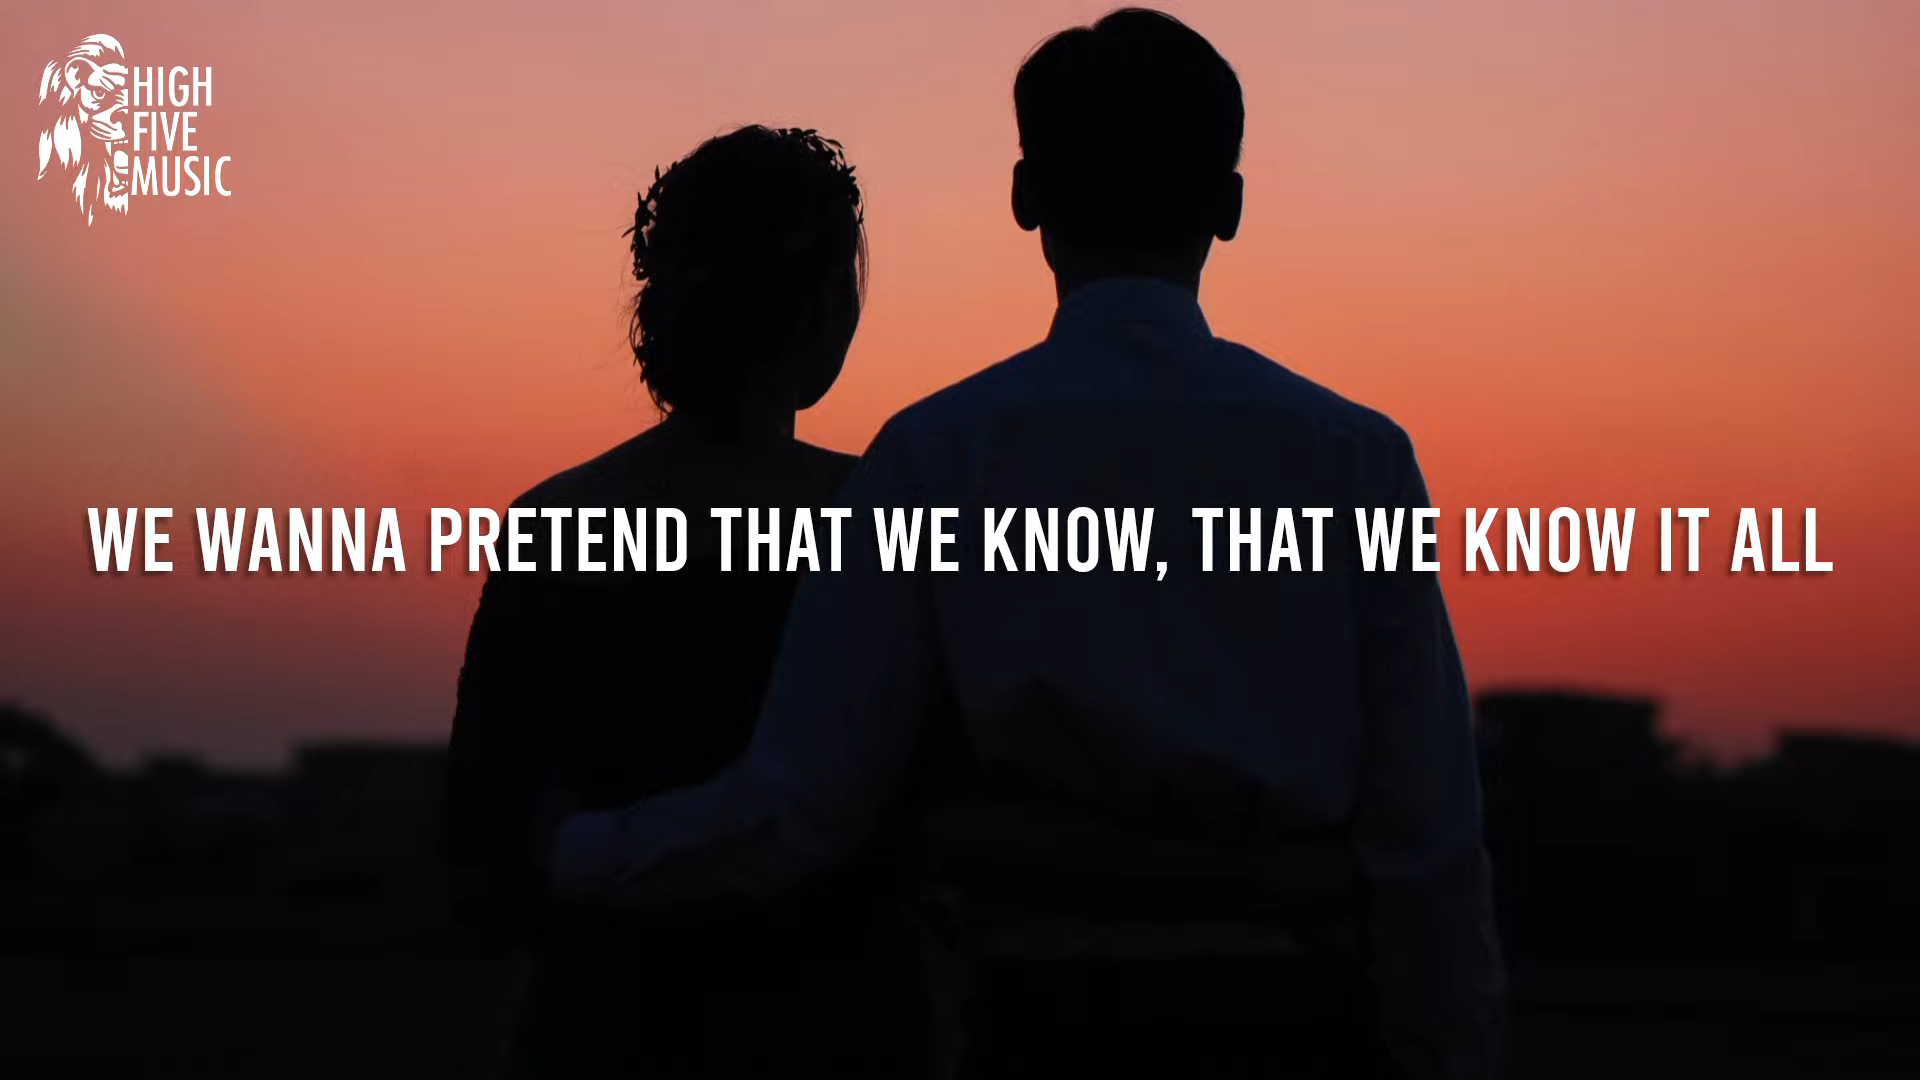 HIGH
FIVE
MUSIC
WE WANNA PRETEND THAT WE KNOW, THAT WE KNOW IT ALL